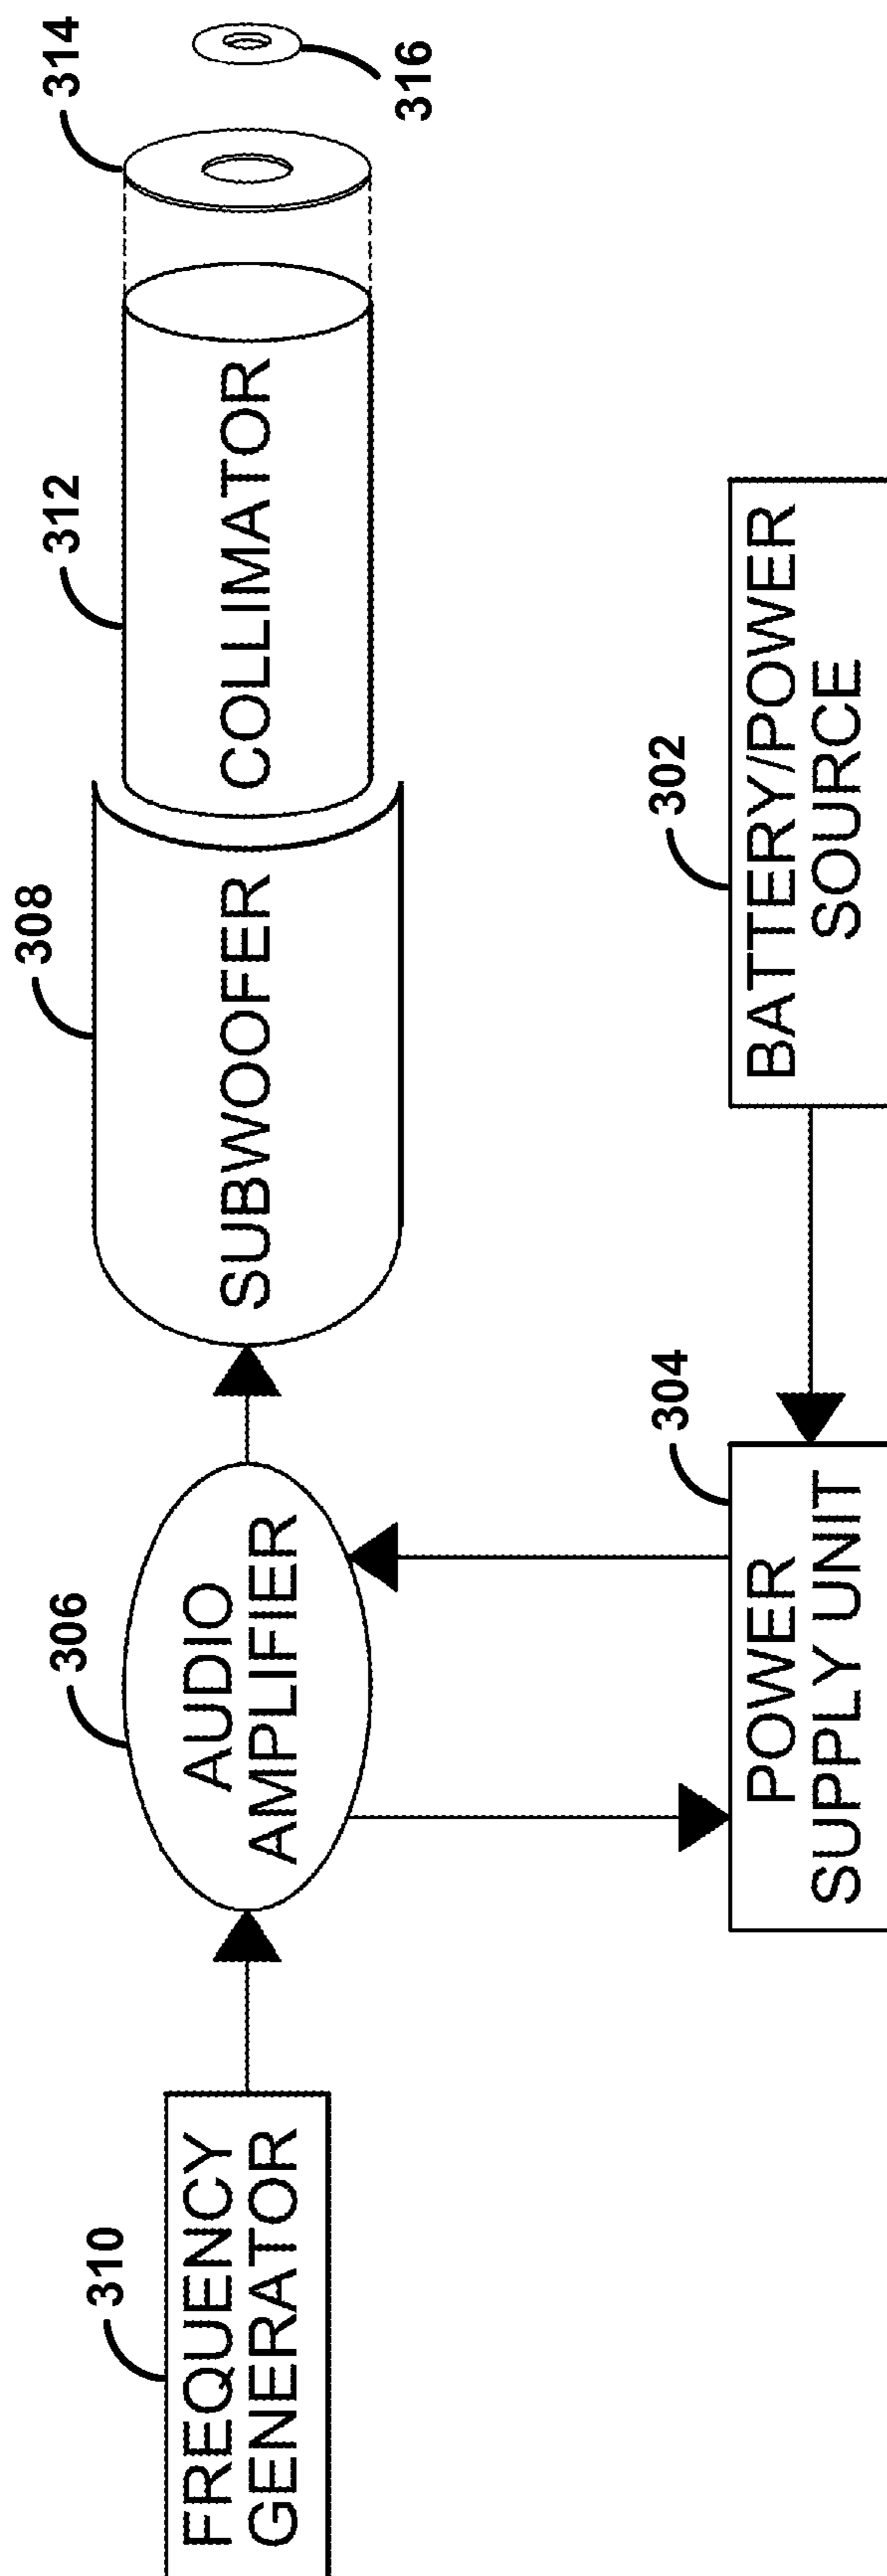 310
FREQUENCY
GENERATOR
306
AUDIO
AMPLIFIER
308
SUBWOOFER
312
COLLIMATOR
314
316
304
POWER
SUPPLY UNIT
302
BATTERY/POWER
SOURCE